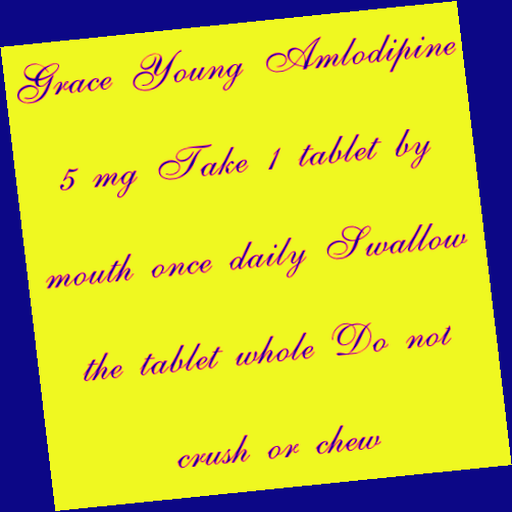 Grace Young Amlodipine
5 mg Take 1 tablet by
mouth once daily Swallow
the tablet whole Do not
crush or chew